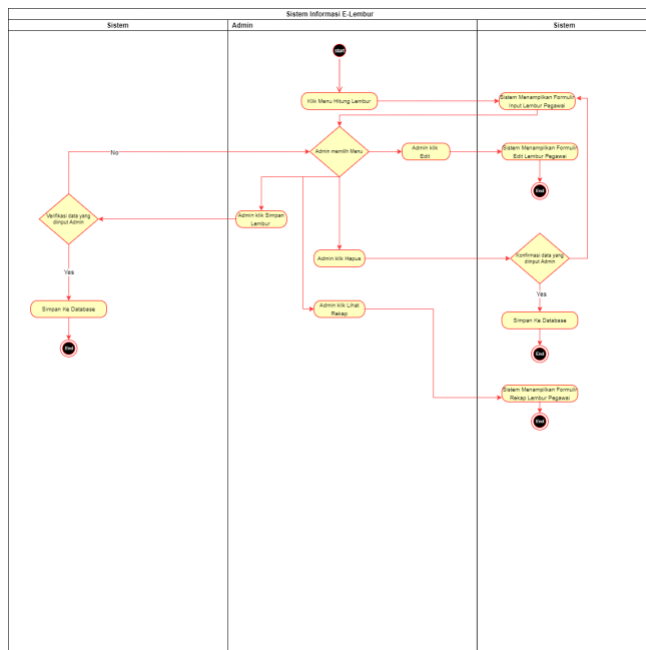 Sistem Informasi E-Lembur
Sistem
Admin
Sistem
Start
Klik Menu Hitung Lembur
Sistem Menampilkan Formulir
Input Lembur Pegawai
No
Admin memilih Menu
Admin klik
Edit
Sistem Menampilkan Formulir
Edit Lembur Pegawai
End
Verifikasi data yang
diinput Admin
Admin klik Simpan
Lembur
Admin klik Hapus
Konfirmasi data yang
diinput Admin
Yes
Yes
Simpan Ke Database
Admin klik Lihat
Rekap
Simpan Ke Database
End
End
Sistem Menampilkan Formulir
Rekap Lembur Pegawai
End